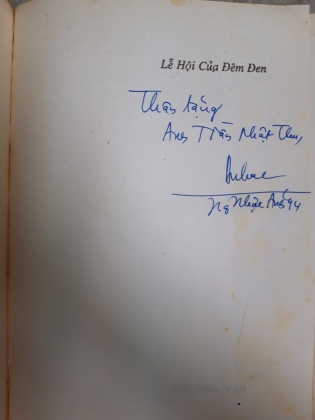 Lễ Hội Của Đêm Đen
Thân tặng
Anh Trần Nhật Thu,
Ng Nhật Ánh 94